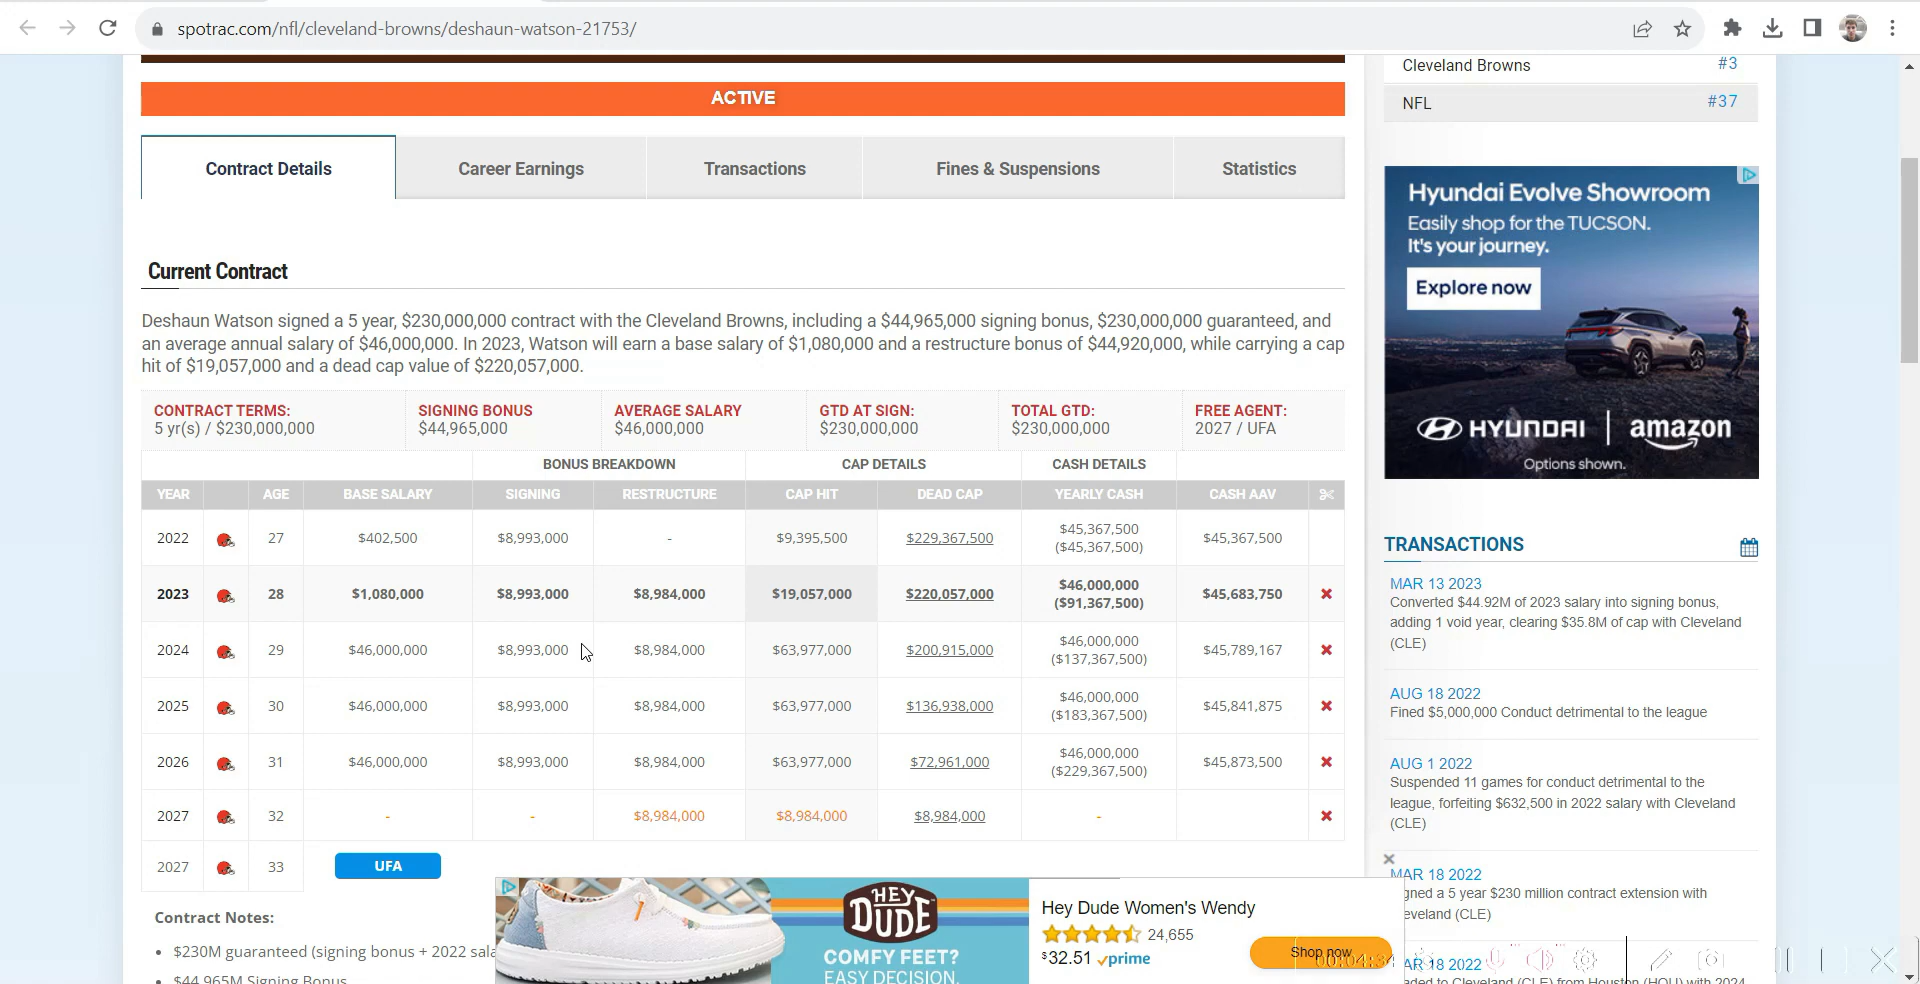 spotrac.com/nfl/cleveland-browns/deshaun-watson-21753/
ACTIVE
Contract Details
Career Earnings
Transactions
Fines & Suspensions
Statistics
Current Contract
Deshaun Watson signed a 5 year, $230,000,000 contract with the Cleveland Browns, including a $44,965,000 signing bonus, $230,000,000 guaranteed, and
an average annual salary of $46,000,000. In 2023, Watson will earn a base salary of $1,080,000 and a restructure bonus of $44,920,000, while carrying a cap
hit of $19,057,000 and a dead cap value of $220,057,000.
CONTRACT TERMS: SIGNING BONUS AVERAGE SALARY GTD AT SIGN: TOTAL GTD: FREE AGENT:
5 yr(s) / $230,000,000 $44,965,000 $46,000,000 $230,000,000 $230,000,000 2027 / UFA
BONUS BREAKDOWN CAP DETAILS CASH DETAILS
YEAR AGE BASE SALARY SIGNING RESTRUCTURE CAP HIT DEAD CAP YEARLY CASH CASH AAV
2022 27 $402,500 $8,993,000 - $9,395,500 $229,367,500 $45,367,500 $45,367,500
($45,367,500)
2023 28 $1,080,000 $8,993,000 $8,984,000 $19,057,000 $220,057,000 $46,000,000 $45,683,750
($91,367,500)
2024 29 $46,000,000 $8,993,000 $8,984,000 $63,977,000 $200,915,000 $46,000,000 $45,789,167
($137,367,500)
2025 30 $46,000,000 $8,993,000 $8,984,000 $63,977,000 $136,938,000 $46,000,000 $45,841,875
($183,367,500)
2026 31 $46,000,000 $8,993,000 $8,984,000 $63,977,000 $72,961,000 $46,000,000 $45,873,500
($229,367,500)
2027 32 - - $8,984,000 $8,984,000 $8,984,000 -
2027 33 UFA
Contract Notes:
• $230M guaranteed (signing bonus + 2022 sala
• $44.965M Signing Bonus
Cleveland Browns #3
NFL #37
Hyundai Evolve Showroom
Easily shop for the TUCSON.
It's your journey.
Explore now
HYUNDAI | amazon
Options shown.
TRANSACTIONS
MAR 13 2023
Converted $44.92M of 2023 salary into signing bonus,
adding 1 void year, clearing $35.8M of cap with Cleveland
(CLE)
AUG 18 2022
Fined $5,000,000 Conduct detrimental to the league
AUG 1 2022
Suspended 11 games for conduct detrimental to the
league, forfeiting $632,500 in 2022 salary with Cleveland
(CLE)
MAR 18 2022
gned a 5 year $230 million contract extension with
eveland (CLE)
AR 18 2022
aded to Cleveland (CLE) from Houston (HOU) with 2024
HEY
DUDE
COMFY FEET?
EASY DECISION.
Hey Dude Women's Wendy
24,655
$32.51 prime
Shop now
00:04:34